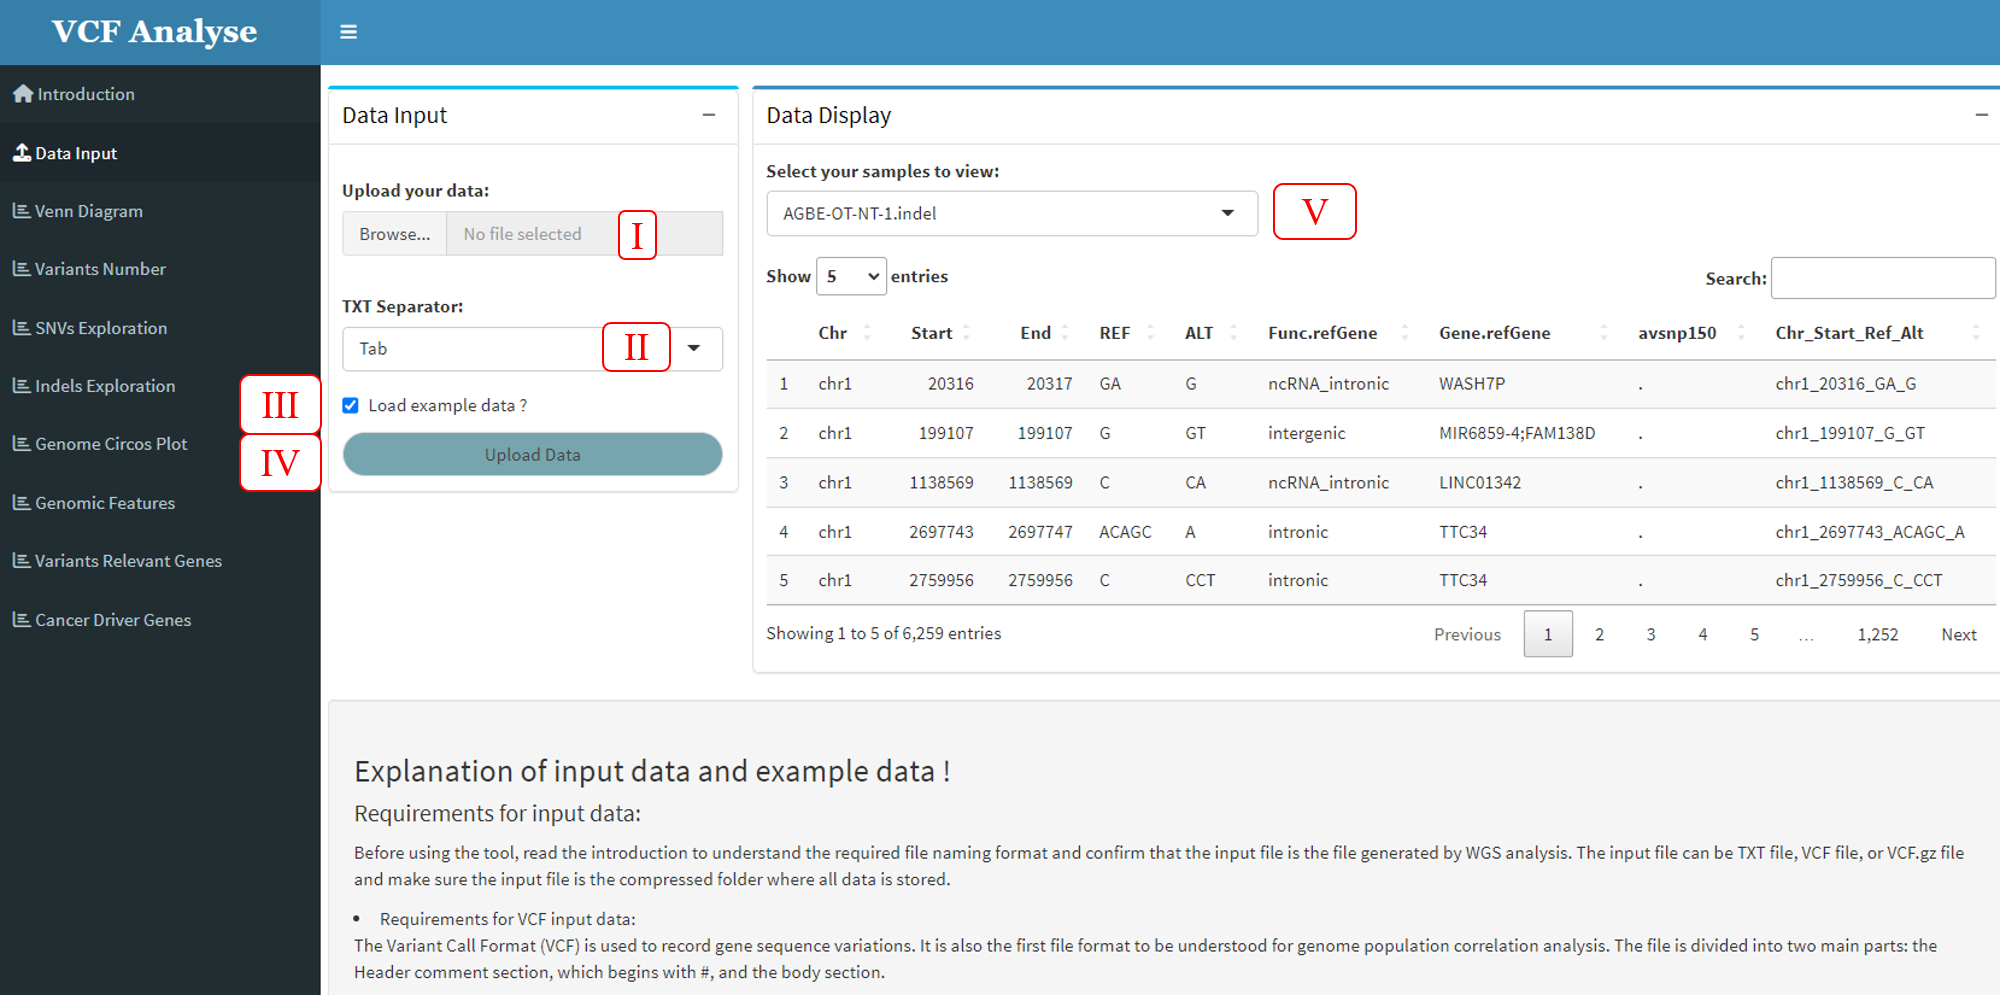 VCF Analyse
Introduction
Data Input
Venn Diagram
Variants Number
SNVs Exploration
Indels Exploration
Genome Circos Plot
Genomic Features
Variants Relevant Genes
Cancer Driver Genes
III
IV
Data Input
Upload your data:
Browse... No file selected I
TXT Separator:
Tab II
Load example data ?
Upload Data
Data Display
Select your samples to view:
AGBE-OT-NT-1.indel V
Show 5 entries Search:
Chr Start End REF ALT Func.refGene Gene.refGene avsnp150 Chr_Start_Ref_Alt
1 chr1 20316 20317 GA G ncRNA_intronic WASH7P . chr1_20316_GA_G
2 chr1 199107 199107 G GT intergenic MIR6859-4;FAM138D . chr1_199107_G_GT
3 chr1 1138569 1138569 C CA ncRNA_intronic LINC01342 . chr1_1138569_C_CA
4 chr1 2697743 2697747 ACAGC A intronic TTC34 . chr1_2697743_ACAGC_A
5 chr1 2759956 2759956 C CCT intronic TTC34 . chr1_2759956_C_CCT
Showing 1 to 5 of 6,259 entries Previous 1 2 3 4 5 ... 1,252 Next
Explanation of input data and example data !
Requirements for input data:
Before using the tool, read the introduction to understand the required file naming format and confirm that the input file is the file generated by WGS analysis. The input file can be TXT file, VCF file, or VCF.gz file
and make sure the input file is the compressed folder where all data is stored.
• Requirements for VCF input data:
The Variant Call Format (VCF) is used to record gene sequence variations. It is also the first file format to be understood for genome population correlation analysis. The file is divided into two main parts: the
Header comment section, which begins with #, and the body section.